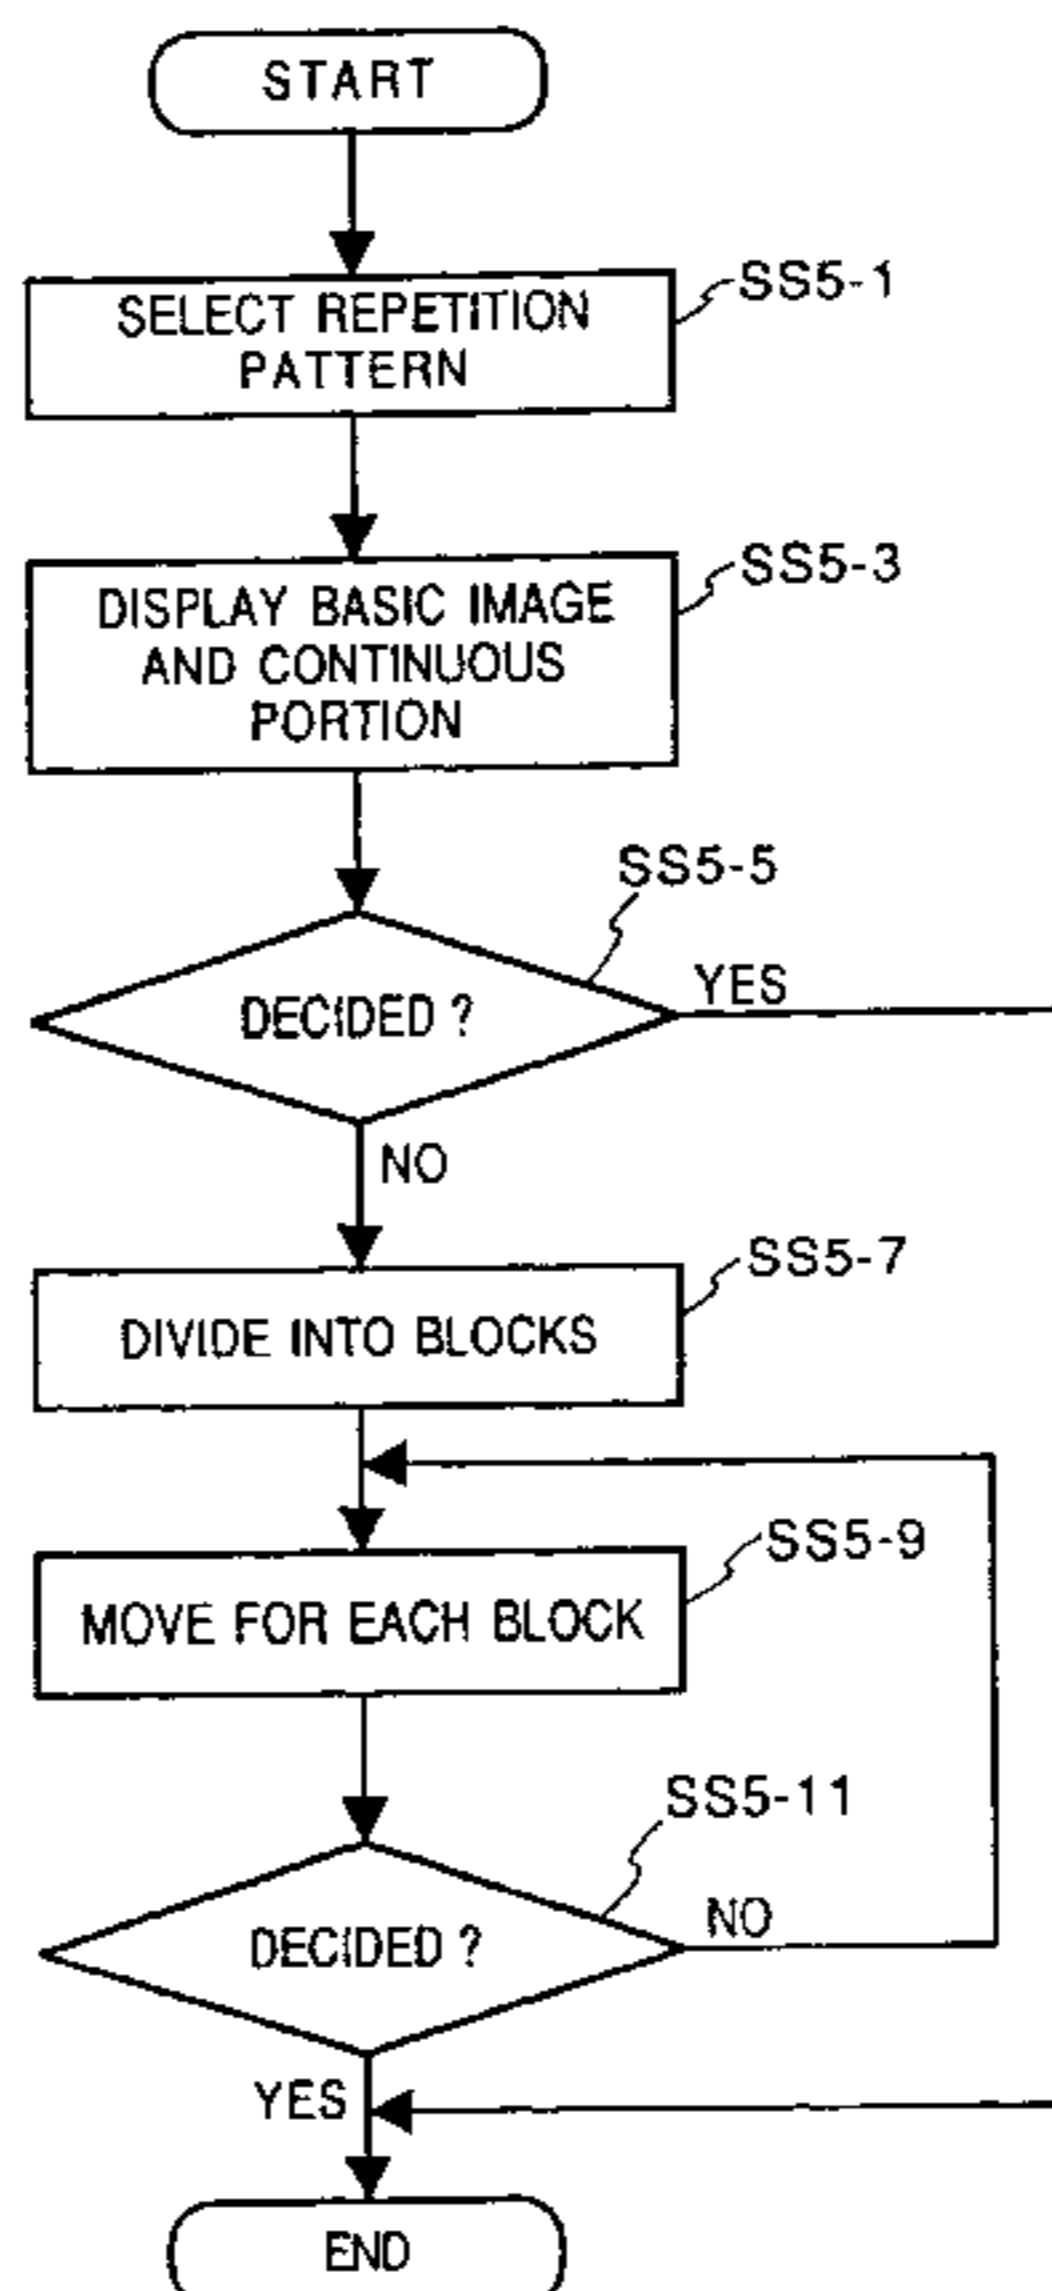 START
SS5-1
SELECT REPETITION
PATTERN
SS5-3
DISPLAY BASIC IMAGE
AND CONTINUOUS
PORTION
SS5-5
YES
DECIDED ?
NO
SS5-7
DIVIDE INTO BLOCKS
SS5-9
MOVE FOR EACH BLOCK
SS5-11
NO
DECIDED ?
YES
END